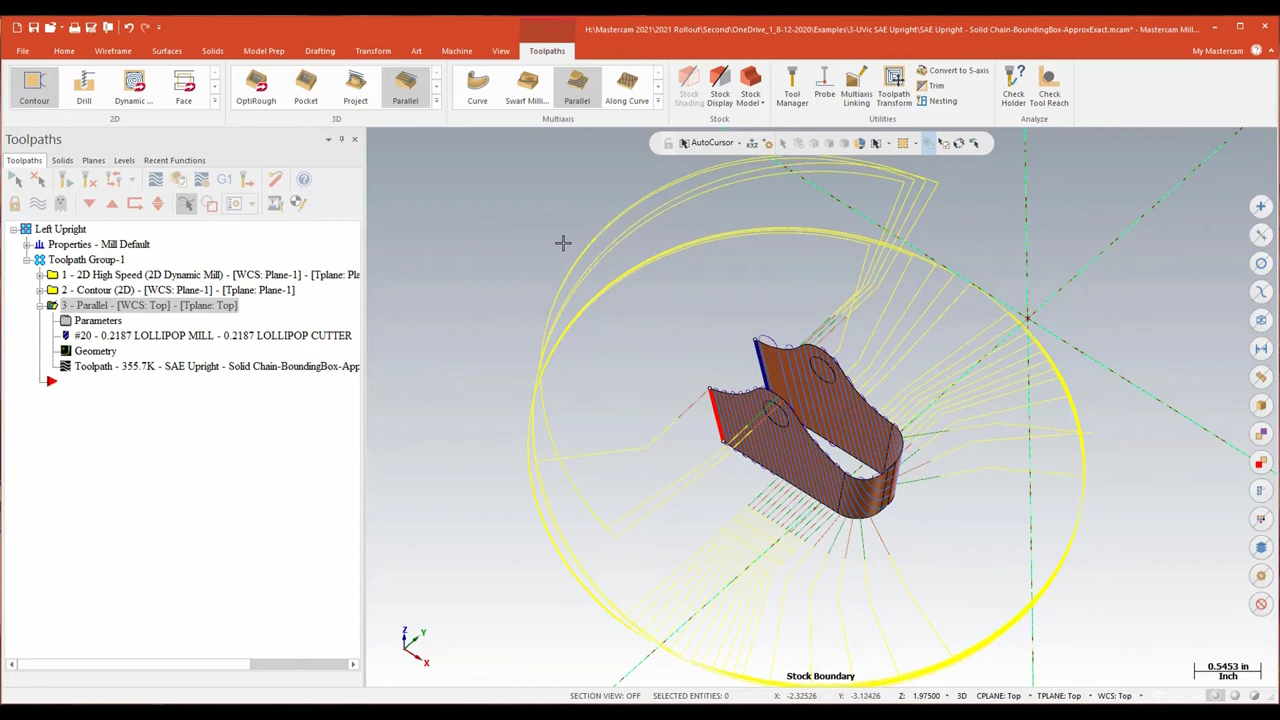 H:\Mastercam 2021\2021 Rollout\Second\OneDrive_1_8-12-2020\Examples\3-UVic SAE Upright\SAE Upright - Solid Chain-BoundingBox-ApproxExact.mcam* - Mastercam Mill...
File Home Wireframe Surfaces Solids Model Prep Drafting Transform Art Machine View Toolpaths My Mastercam
Contour Drill Dynamic ... Face OptiRough Pocket Project Parallel Curve Swarf Milli... Parallel Along Curve Stock Shading Stock Display Stock Model Tool Manager Probe Multiaxis Linking Toolpath Transform Convert to 5-axis Trim Nesting Check Holder Check Tool Reach
2D 3D Multiaxis Stock Utilities Analyze
Toolpaths
AutoCursor
Toolpaths Solids Planes Levels Recent Functions
G1
Left Upright
Properties - Mill Default
Toolpath Group-1
1 - 2D High Speed (2D Dynamic Mill) - [WCS: Plane-1] - [Tplane: Pla
2 - Contour (2D) - [WCS: Plane-1] - [Tplane: Plane-1]
3 - Parallel - [WCS: Top] - [Tplane: Top]
Parameters
#20 - 0.2187 LOLLIPOP MILL - 0.2187 LOLLIPOP CUTTER
Geometry
Toolpath - 355.7K - SAE Upright - Solid Chain-BoundingBox-App
Z
Y
X
0.5453 in
Inch
Stock Boundary
SECTION VIEW: OFF SELECTED ENTITIES: 0 X: -2.32526 Y: -3.12426 Z: 1.97500 3D CPLANE: Top TPLANE: Top WCS: Top